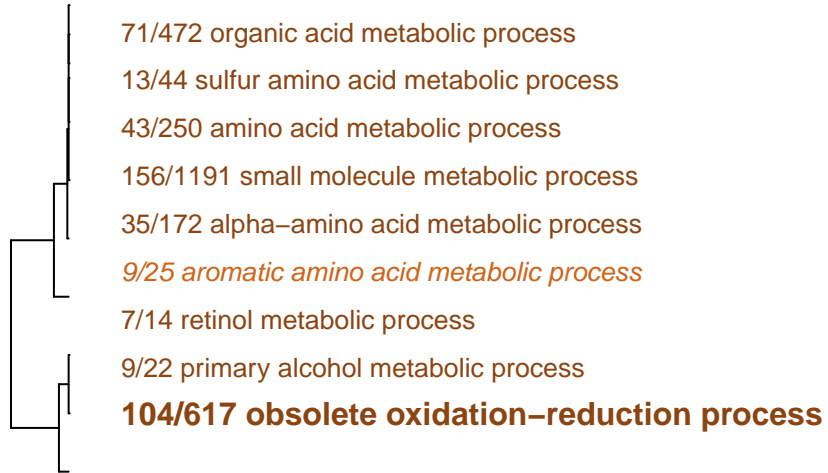 71/472 organic acid metabolic process
13/44 sulfur amino acid metabolic process
43/250 amino acid metabolic process
156/1191 small molecule metabolic process
35/172 alpha−amino acid metabolic process
9/25 aromatic amino acid metabolic process
7/14 retinol metabolic process
9/22 primary alcohol metabolic process
104/617 obsolete oxidation−reduction process